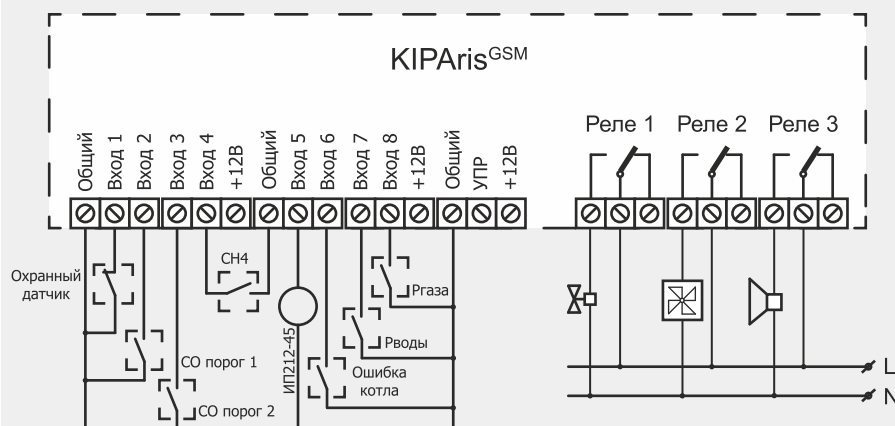 KIPArisGSM
Общий
Вход 1
Вход 2
Вход 3
Вход 4
+12В
Общий
Вход 5
Вход 6
Вход 7
Вход 8
+12В
Общий
УПР
+12В
Реле 1
Реле 2
Реле 3
Охранный
датчик
CH4
ИП212-45
Pгаза
Pводы
CO порог 1
Ошибка
котла
CO порог 2
L
N